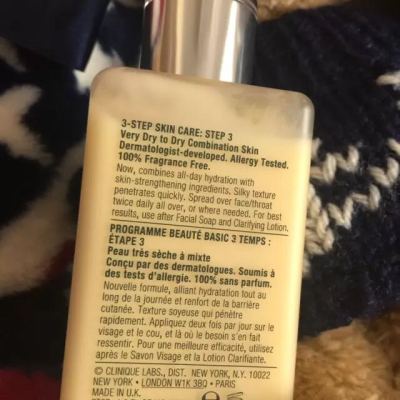 3-STEP SKIN CARE: STEP 3
Very Dry to Dry Combination Skin
Dermatologist-developed. Allergy Tested.
100% Fragrance Free.
Now, combines all-day hydration with
skin-strengthening ingredients. Silky texture
penetrates quickly. Spread over face/throat
twice daily all over, or where needed. For best
results, use after Facial Soap and Clarifying Lotion.
PROGRAMME BEAUTÉ BASIC 3 TEMPS :
ÉTAPE 3
Peau très sèche à mixte
Conçu par des dermatologues. Soumis à
des tests d'allergie. 100% sans parfum.
Nouvelle formule, alliant hydratation tout au
long de la journée et renfort de la barrière
cutanée. Texture soyeuse qui pénètre
rapidement. Appliquez deux fois par jour sur le
visage et le cou, et là où le besoin s'en fait
ressentir. Pour une meilleure efficacité, utilisez
après le Savon Visage et la Lotion Clarifiante.
© CLINIQUE LABS., DIST. NEW YORK, N.Y. 10022
NEW YORK • LONDON W1K 3BQ • PARIS
MADE IN U.K.